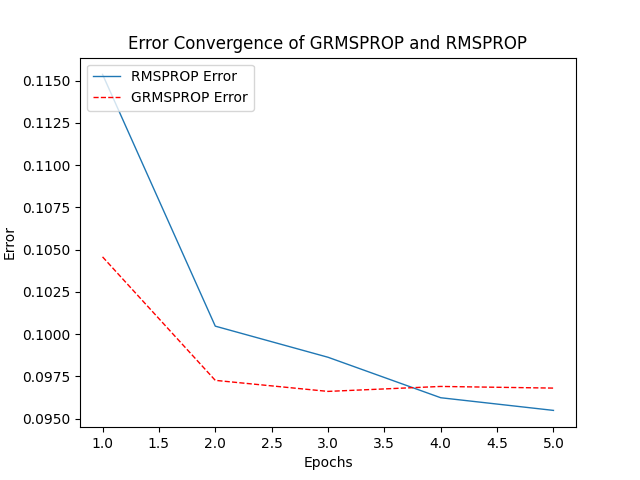 Error Convergence of GRMSPROP and RMSPROP
RMSPROP Error
GRMSPROP Error
0.1150
0.1125
0.1100
0.1075
0.1050
0.1025
0.1000
0.0975
0.0950
Error
1.0 1.5 2.0 2.5 3.0 3.5 4.0 4.5 5.0
Epochs